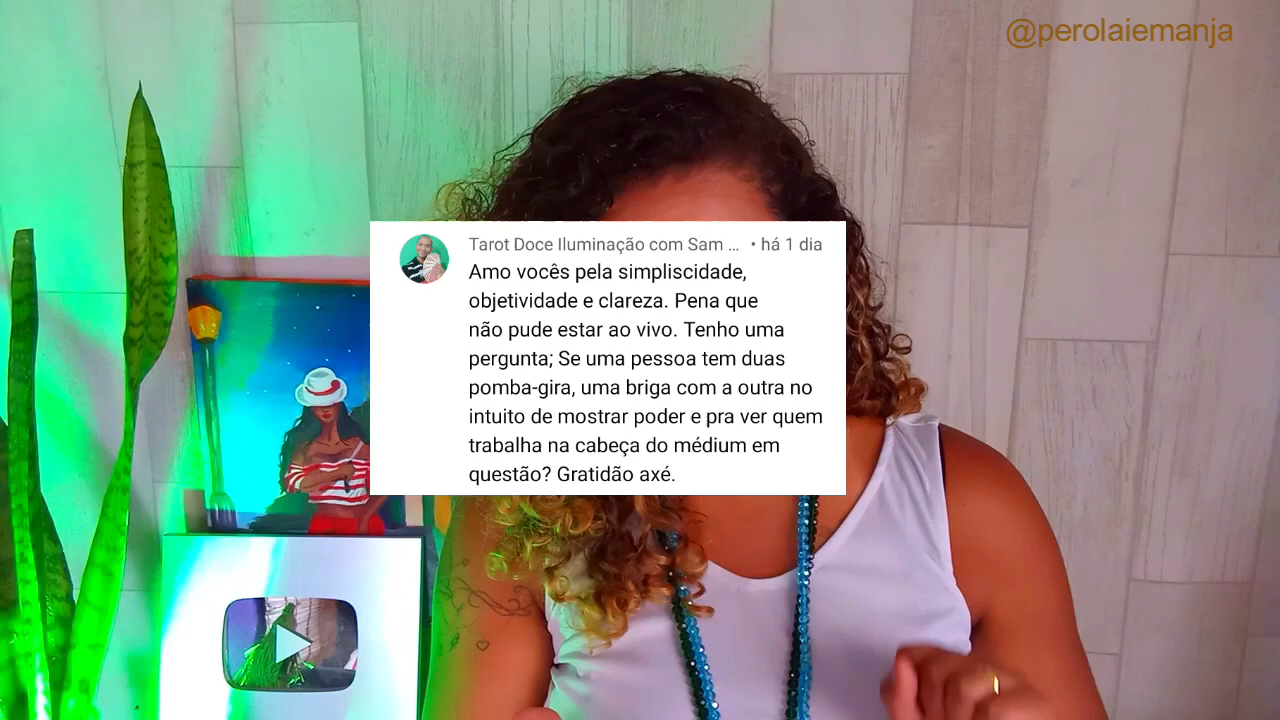 @perolaiemanja
Tarot Doce Iluminação com Sam ... • há 1 dia
Amo vocês pela simpliscidade,
objetividade e clareza. Pena que
não pude estar ao vivo. Tenho uma
pergunta; Se uma pessoa tem duas
pomba-gira, uma briga com a outra no
intuito de mostrar poder e pra ver quem
trabalha na cabeça do médium em
questão? Gratidão axé.